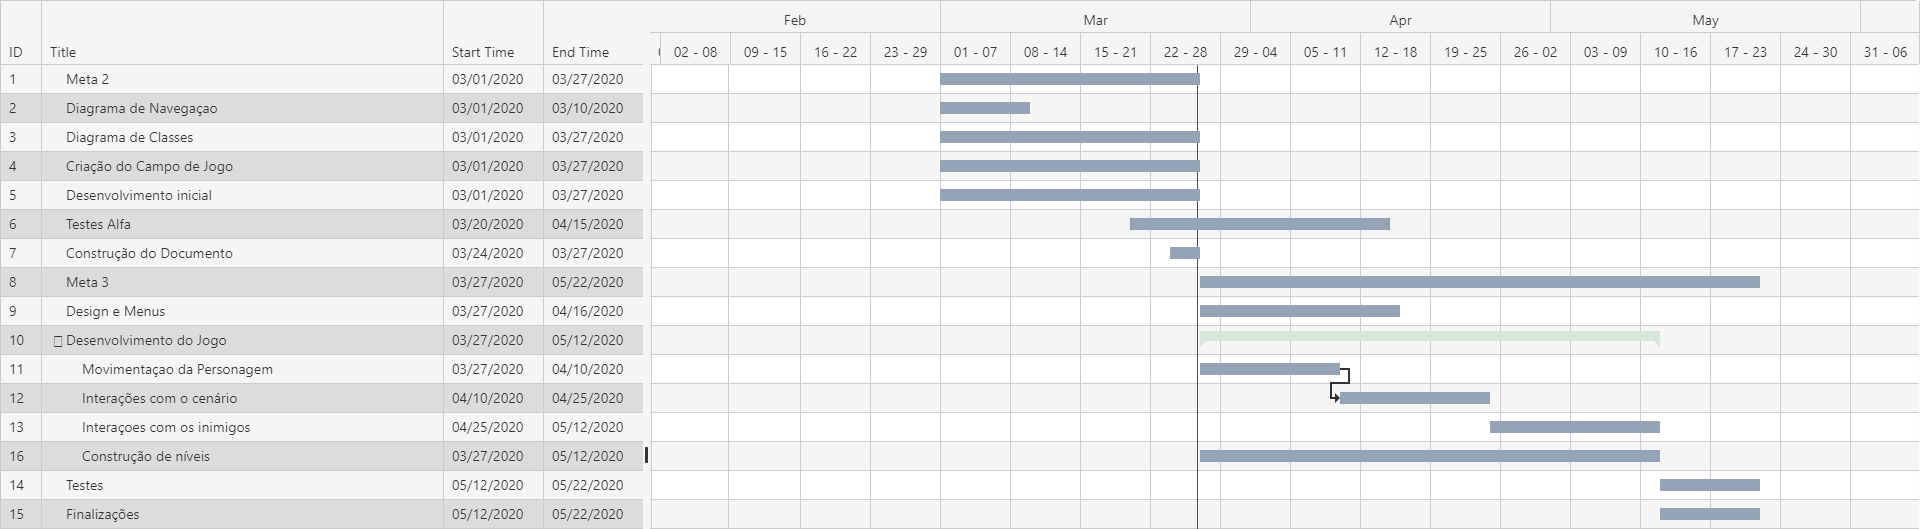 Feb Mar Apr May
ID Title Start Time End Time 02 - 08 09 - 15 16 - 22 23 - 29 01 - 07 08 - 14 15 - 21 22 - 28 29 - 04 05 - 11 12 - 18 19 - 25 26 - 02 03 - 09 10 - 16 17 - 23 24 - 30 31 - 06
1 Meta 2 03/01/2020 03/27/2020
2 Diagrama de Navegaçao 03/01/2020 03/10/2020
3 Diagrama de Classes 03/01/2020 03/27/2020
4 Criação do Campo de Jogo 03/01/2020 03/27/2020
5 Desenvolvimento inicial 03/01/2020 03/27/2020
6 Testes Alfa 03/20/2020 04/15/2020
7 Construção do Documento 03/24/2020 03/27/2020
8 Meta 3 03/27/2020 05/22/2020
9 Design e Menus 03/27/2020 04/16/2020
10 Desenvolvimento do Jogo 03/27/2020 05/12/2020
11 Movimentaçao da Personagem 03/27/2020 04/10/2020
12 Interações com o cenário 04/10/2020 04/25/2020
13 Interaçoes com os inimigos 04/25/2020 05/12/2020
16 Construção de níveis 03/27/2020 05/12/2020
14 Testes 05/12/2020 05/22/2020
15 Finalizações 05/12/2020 05/22/2020